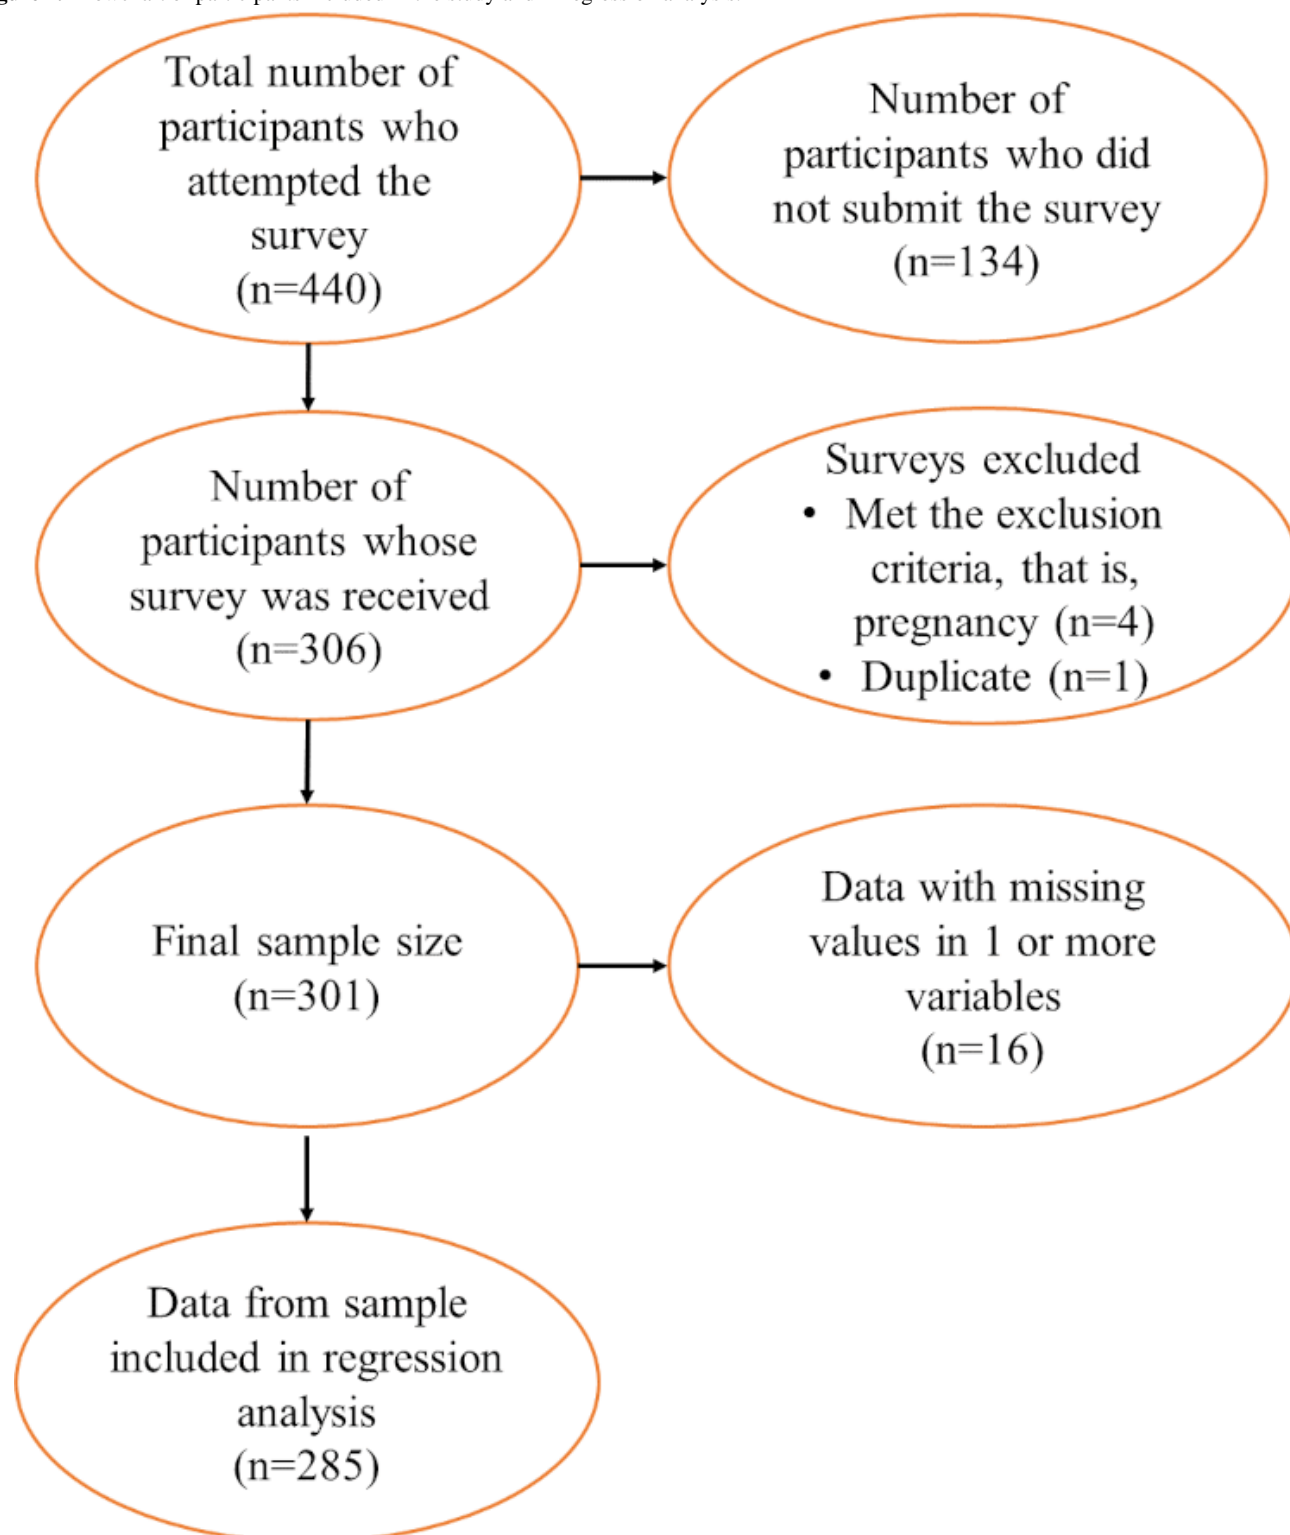 Total number of
participants who
attempted the
survey
(n=440)
Number of
participants who did
not submit the survey
(n=134)
Number of
participants whose
survey was received
(n=306)
Surveys excluded
• Met the exclusion
criteria, that is,
pregnancy (n=4)
• Duplicate (n=1)
Final sample size
(n=301)
Data with missing
values in 1 or more
variables
(n=16)
Data from sample
included in regression
analysis
(n=285)